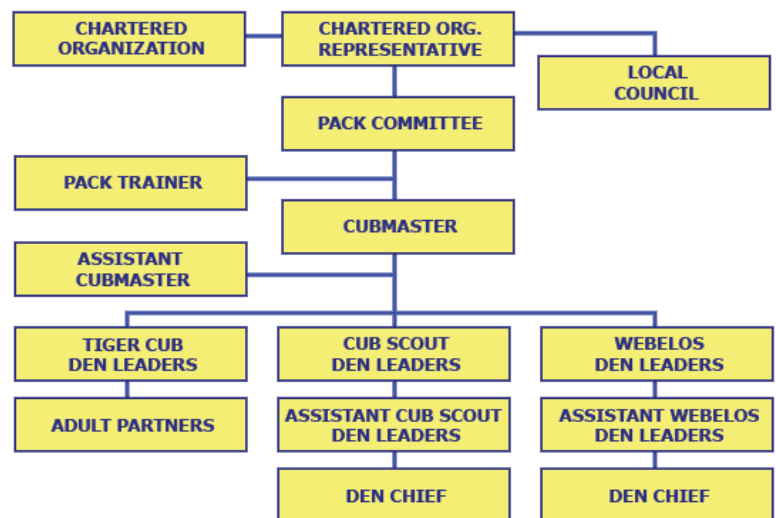 CHARTERED
ORGANIZATION
CHARTERED ORG.
REPRESENTATIVE
LOCAL
COUNCIL
PACK COMMITTEE
PACK TRAINER
CUBMASTER
ASSISTANT
CUBMASTER
TIGER CUB
DEN LEADERS
CUB SCOUT
DEN LEADERS
WEBELOS
DEN LEADERS
ADULT PARTNERS
ASSISTANT CUB SCOUT
DEN LEADERS
ASSISTANT WEBELOS
DEN LEADERS
DEN CHIEF
DEN CHIEF